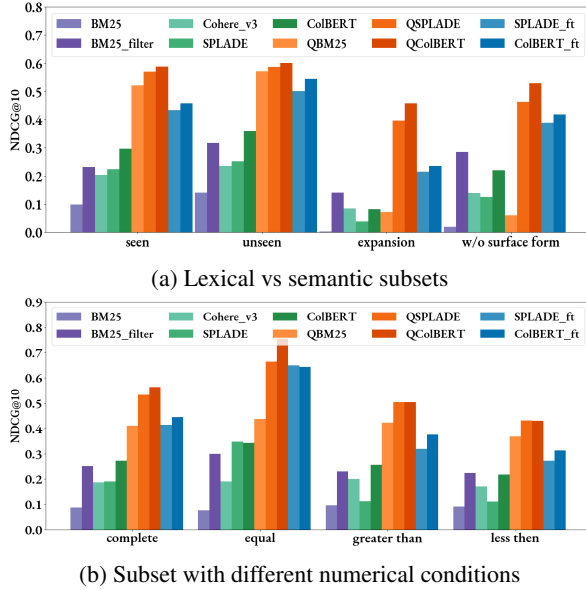 0.8
0.7
0.6
0.5
0.4
0.3
0.2
0.1
0.0
NDCG@10
BM25 Cohere_v3 ColBERT QSPLADE SPLADE_ft
BM25_filter SPLADE QBM25 QColBERT ColBERT_ft
seen unseen expansion w/o surface form
(a) Lexical vs semantic subsets
0.9
0.8
0.7
0.6
0.5
0.4
0.3
0.2
0.1
0.0
NDCG@10
BM25 Cohere_v3 ColBERT QSPLADE SPLADE_ft
BM25_filter SPLADE QBM25 QColBERT ColBERT_ft
complete equal greater than less then
(b) Subset with different numerical conditions